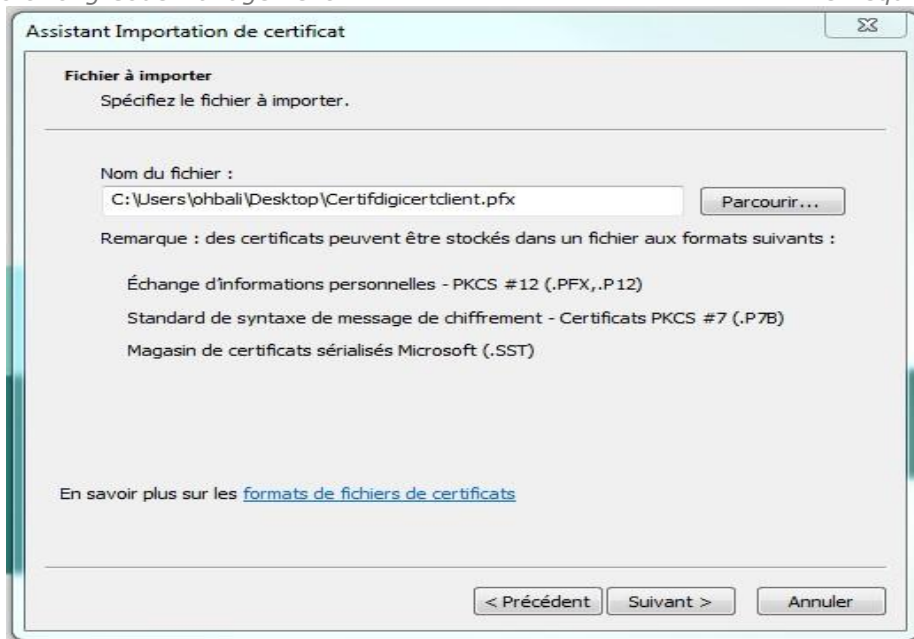 Assistant Importation de certificat
Fichier à importer
Spécifiez le fichier à importer.
Nom du fichier :
C:\Users\ohbali\Desktop\Certifdigicertclient.pfx
Parcourir...
Remarque : des certificats peuvent être stockés dans un fichier aux formats suivants :
Échange d'informations personnelles - PKCS #12 (.PFX,.P12)
Standard de syntaxe de message de chiffrement - Certificats PKCS #7 (.P7B)
Magasin de certificats sérialisés Microsoft (.SST)
En savoir plus sur les formats de fichiers de certificats
< Précédent Suivant > Annuler